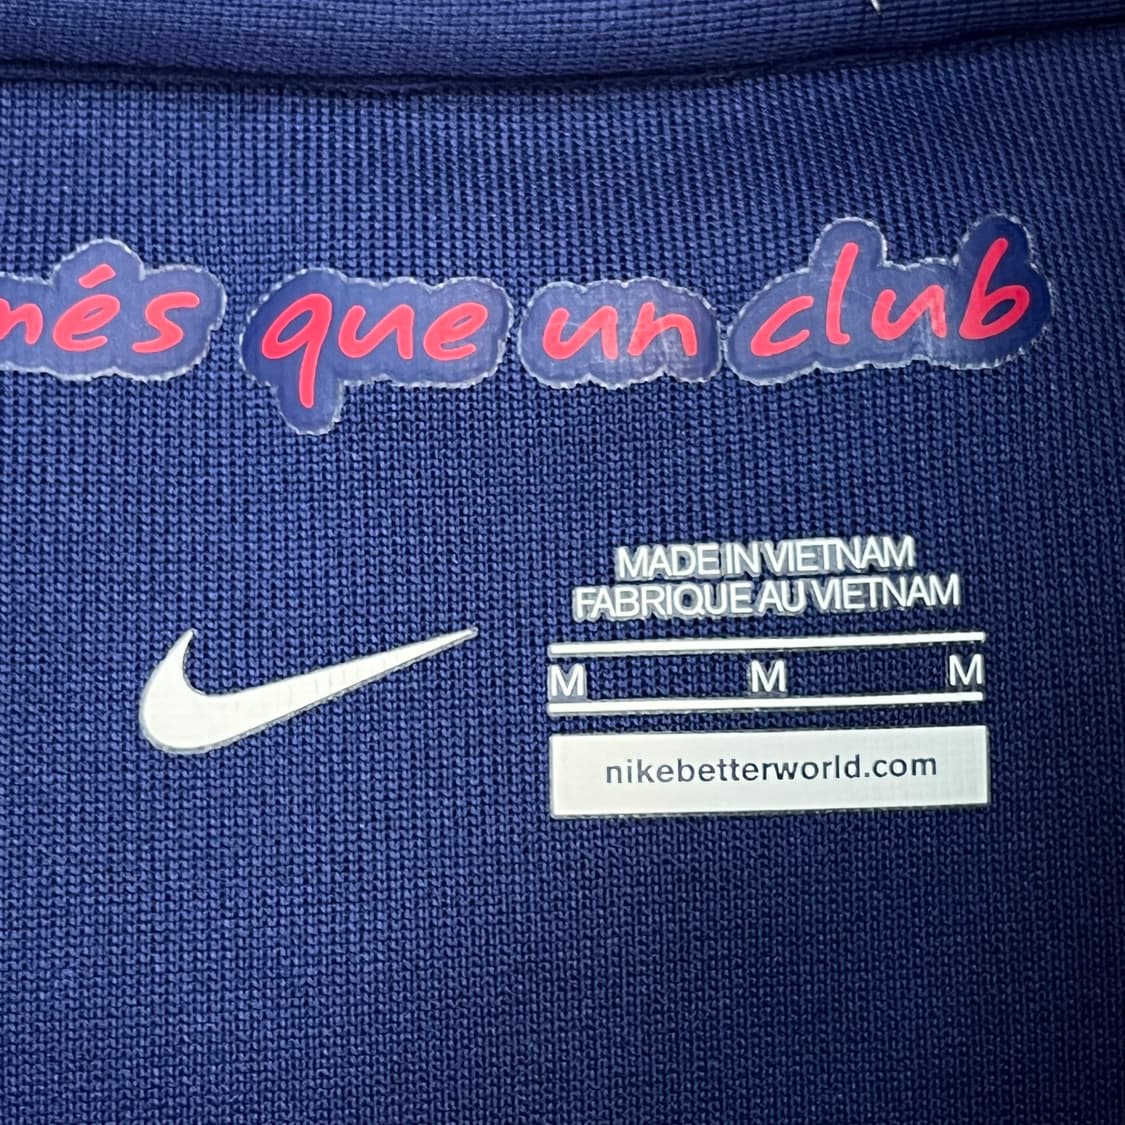 més que un club
MADE IN VIETNAM
FABRIQUE AU VIETNAM
M M M
nikebetterworld.com